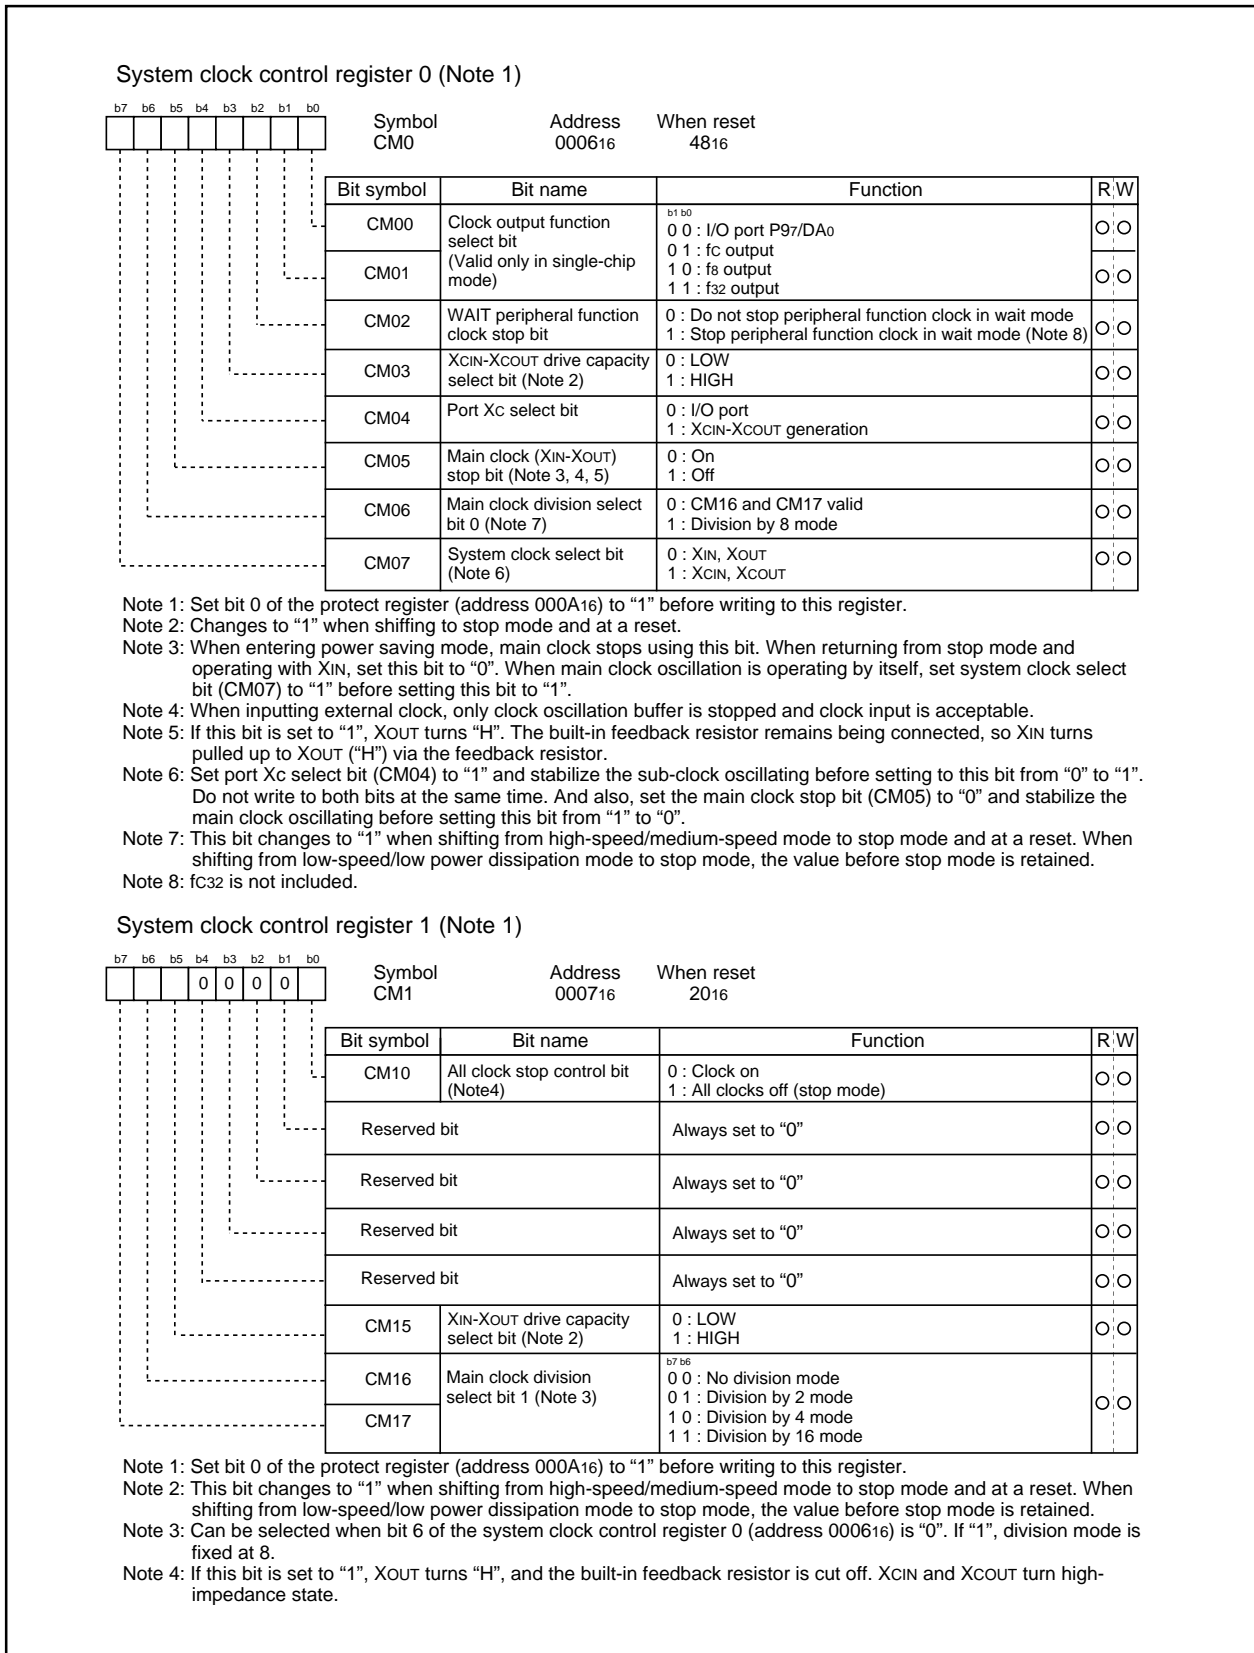 System clock control register 0 (Note 1)
b7 b6 b5 b4 b3 b2 b1 b0
Symbol Address When reset
CM0 000616 4816
Bit symbol Bit name Function R W
CM00 Clock output function select bit (Valid only in single-chip mode) b1 b0
0 0 : I/O port P97/DA0
0 1 : fC output
CM01 1 0 : f8 output
1 1 : f32 output
CM02 WAIT peripheral function 0 : Do not stop peripheral function clock in wait mode
clock stop bit 1 : Stop peripheral function clock in wait mode (Note 8)
CM03 XCIN-XCOUT drive capacity 0 : LOW
select bit (Note 2) 1 : HIGH
CM04 Port XC select bit 0 : I/O port
1 : XCIN-XCOUT generation
CM05 Main clock (XIN-XOUT) 0 : On
stop bit (Note 3, 4, 5) 1 : Off
CM06 Main clock division select 0 : CM16 and CM17 valid
bit 0 (Note 7) 1 : Division by 8 mode
CM07 System clock select bit 0 : XIN, XOUT
(Note 6) 1 : XCIN, XCOUT
Note 1: Set bit 0 of the protect register (address 000A16) to “1” before writing to this register.
Note 2: Changes to “1” when shiffing to stop mode and at a reset.
Note 3: When entering power saving mode, main clock stops using this bit. When returning from stop mode and
operating with XIN, set this bit to “0”. When main clock oscillation is operating by itself, set system clock select
bit (CM07) to “1” before setting this bit to “1”.
Note 4: When inputting external clock, only clock oscillation buffer is stopped and clock input is acceptable.
Note 5: If this bit is set to “1”, XOUT turns “H”. The built-in feedback resistor remains being connected, so XIN turns
pulled up to XOUT (“H”) via the feedback resistor.
Note 6: Set port Xc select bit (CM04) to “1” and stabilize the sub-clock oscillating before setting to this bit from “0” to “1”.
Do not write to both bits at the same time. And also, set the main clock stop bit (CM05) to “0” and stabilize the
main clock oscillating before setting this bit from “1” to “0”.
Note 7: This bit changes to “1” when shifting from high-speed/medium-speed mode to stop mode and at a reset. When
shifting from low-speed/low power dissipation mode to stop mode, the value before stop mode is retained.
Note 8: fC32 is not included.
System clock control register 1 (Note 1)
b7 b6 b5 b4 b3 b2 b1 b0
0 0 0 0
Symbol Address When reset
CM1 000716 2016
Bit symbol Bit name Function R W
CM10 All clock stop control bit 0 : Clock on
(Note4) 1 : All clocks off (stop mode)
Reserved bit Always set to “0”
Reserved bit Always set to “0”
Reserved bit Always set to “0”
Reserved bit Always set to “0”
CM15 XIN-XOUT drive capacity 0 : LOW
select bit (Note 2) 1 : HIGH
b7 b6
CM16 Main clock division 0 0 : No division mode
select bit 1 (Note 3) 0 1 : Division by 2 mode
1 0 : Division by 4 mode
CM17 1 1 : Division by 16 mode
Note 1: Set bit 0 of the protect register (address 000A16) to “1” before writing to this register.
Note 2: This bit changes to “1” when shifting from high-speed/medium-speed mode to stop mode and at a reset. When
shifting from low-speed/low power dissipation mode to stop mode, the value before stop mode is retained.
Note 3: Can be selected when bit 6 of the system clock control register 0 (address 000616) is “0”. If “1”, division mode is
fixed at 8.
Note 4: If this bit is set to “1”, XOUT turns “H”, and the built-in feedback resistor is cut off. XCIN and XCOUT turn high-
impedance state.